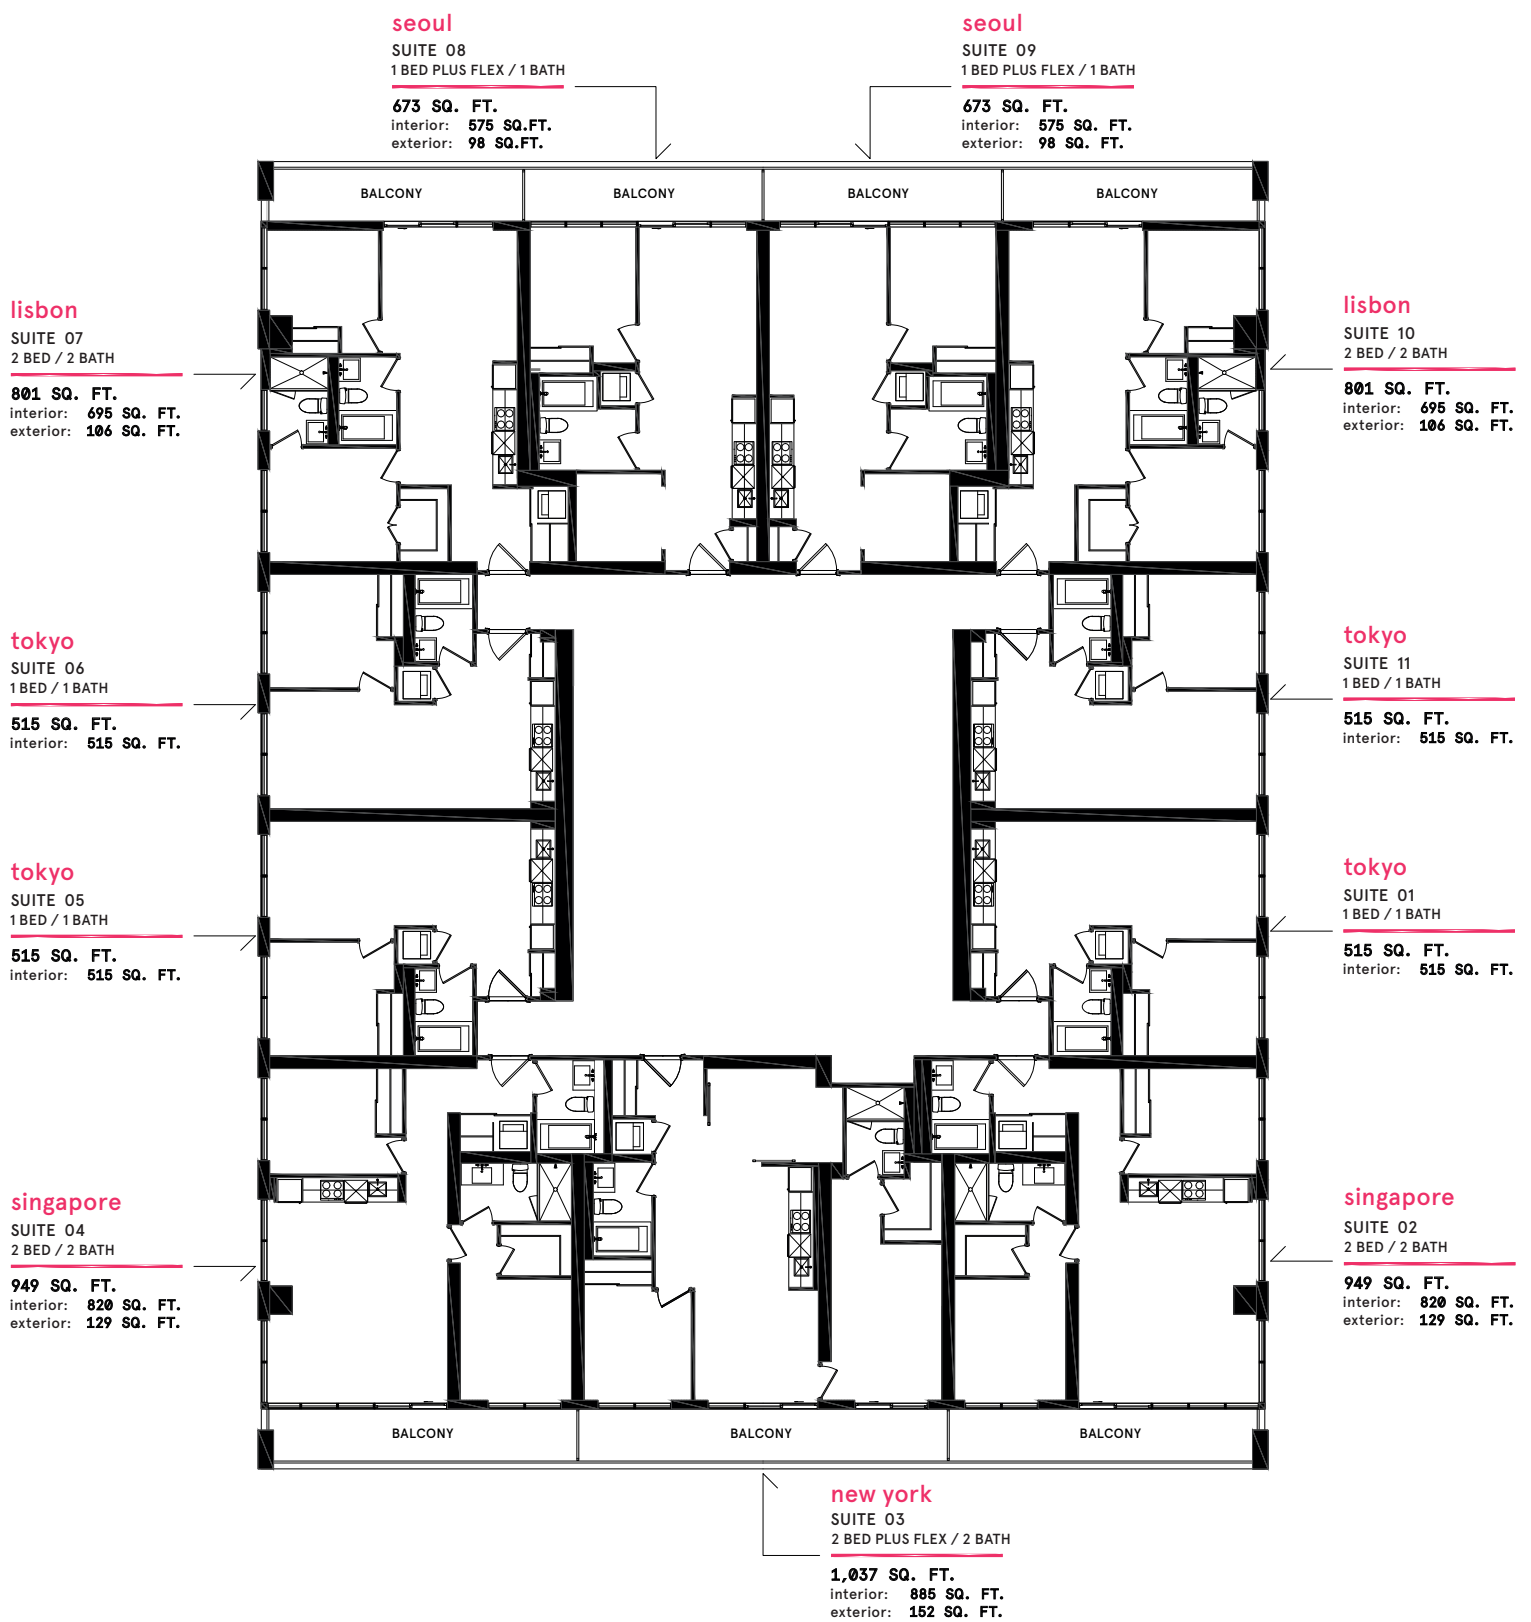 seoul
SUITE 08
1 BED PLUS FLEX / 1 BATH
673 SQ. FT.
interior: 575 SQ.FT.
exterior: 98 SQ.FT.
seoul
SUITE 09
1 BED PLUS FLEX / 1 BATH
673 SQ. FT.
interior: 575 SQ. FT.
exterior: 98 SQ. FT.
BALCONY
BALCONY
BALCONY
BALCONY
lisbon
SUITE 07
2 BED / 2 BATH
801 SQ. FT.
interior: 695 SQ. FT.
exterior: 106 SQ. FT.
lisbon
SUITE 10
2 BED / 2 BATH
801 SQ. FT.
interior: 695 SQ. FT.
exterior: 106 SQ. FT.
tokyo
SUITE 06
1 BED / 1 BATH
515 SQ. FT.
interior: 515 SQ. FT.
tokyo
SUITE 11
1 BED / 1 BATH
515 SQ. FT.
interior: 515 SQ. FT.
tokyo
SUITE 05
1 BED / 1 BATH
515 SQ. FT.
interior: 515 SQ. FT.
tokyo
SUITE 01
1 BED / 1 BATH
515 SQ. FT.
interior: 515 SQ. FT.
singapore
SUITE 04
2 BED / 2 BATH
949 SQ. FT.
interior: 820 SQ. FT.
exterior: 129 SQ. FT.
singapore
SUITE 02
2 BED / 2 BATH
949 SQ. FT.
interior: 820 SQ. FT.
exterior: 129 SQ. FT.
BALCONY
BALCONY
BALCONY
new york
SUITE 03
2 BED PLUS FLEX / 2 BATH
1,037 SQ. FT.
interior: 885 SQ. FT.
exterior: 152 SQ. FT.